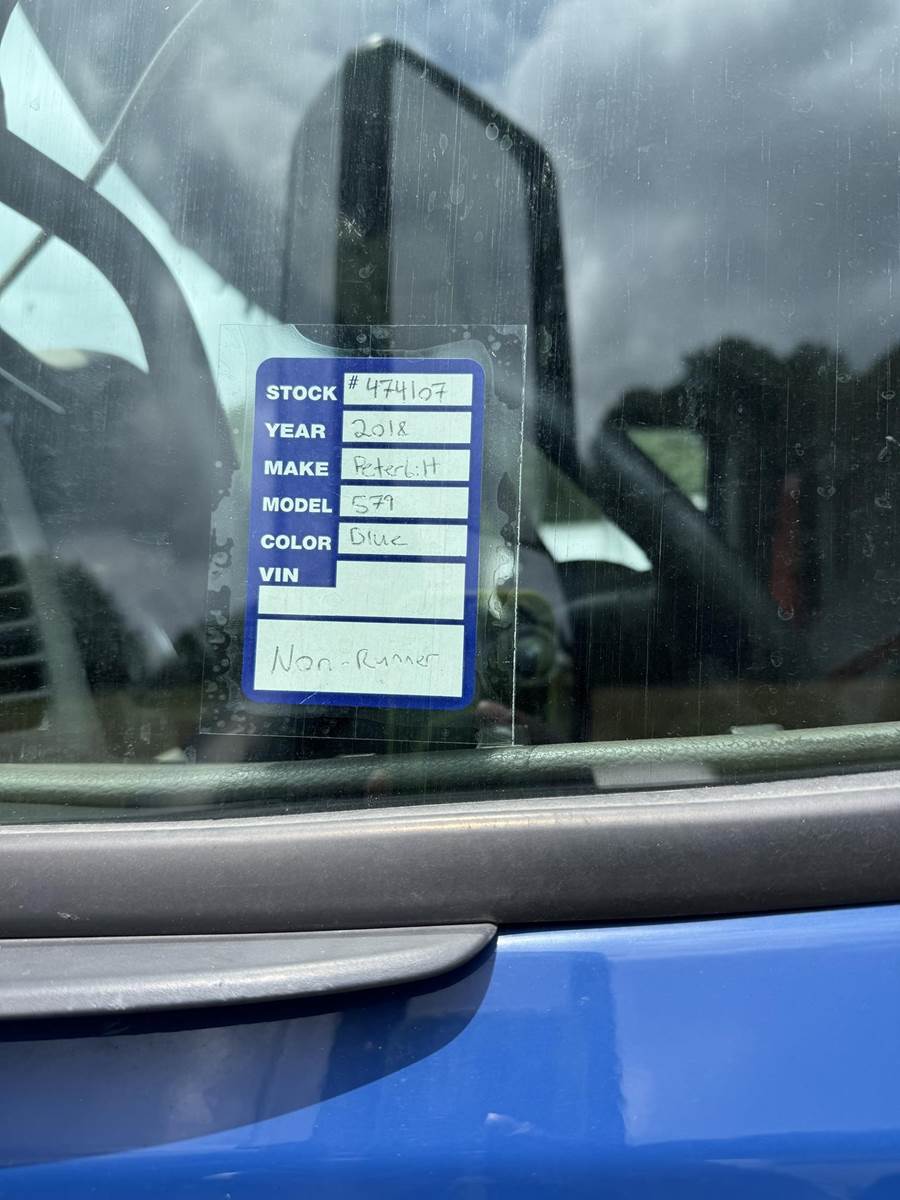 STOCK # 474107
YEAR 2018
MAKE Peterbilt
MODEL 579
COLOR Blue
VIN
Non-Runner